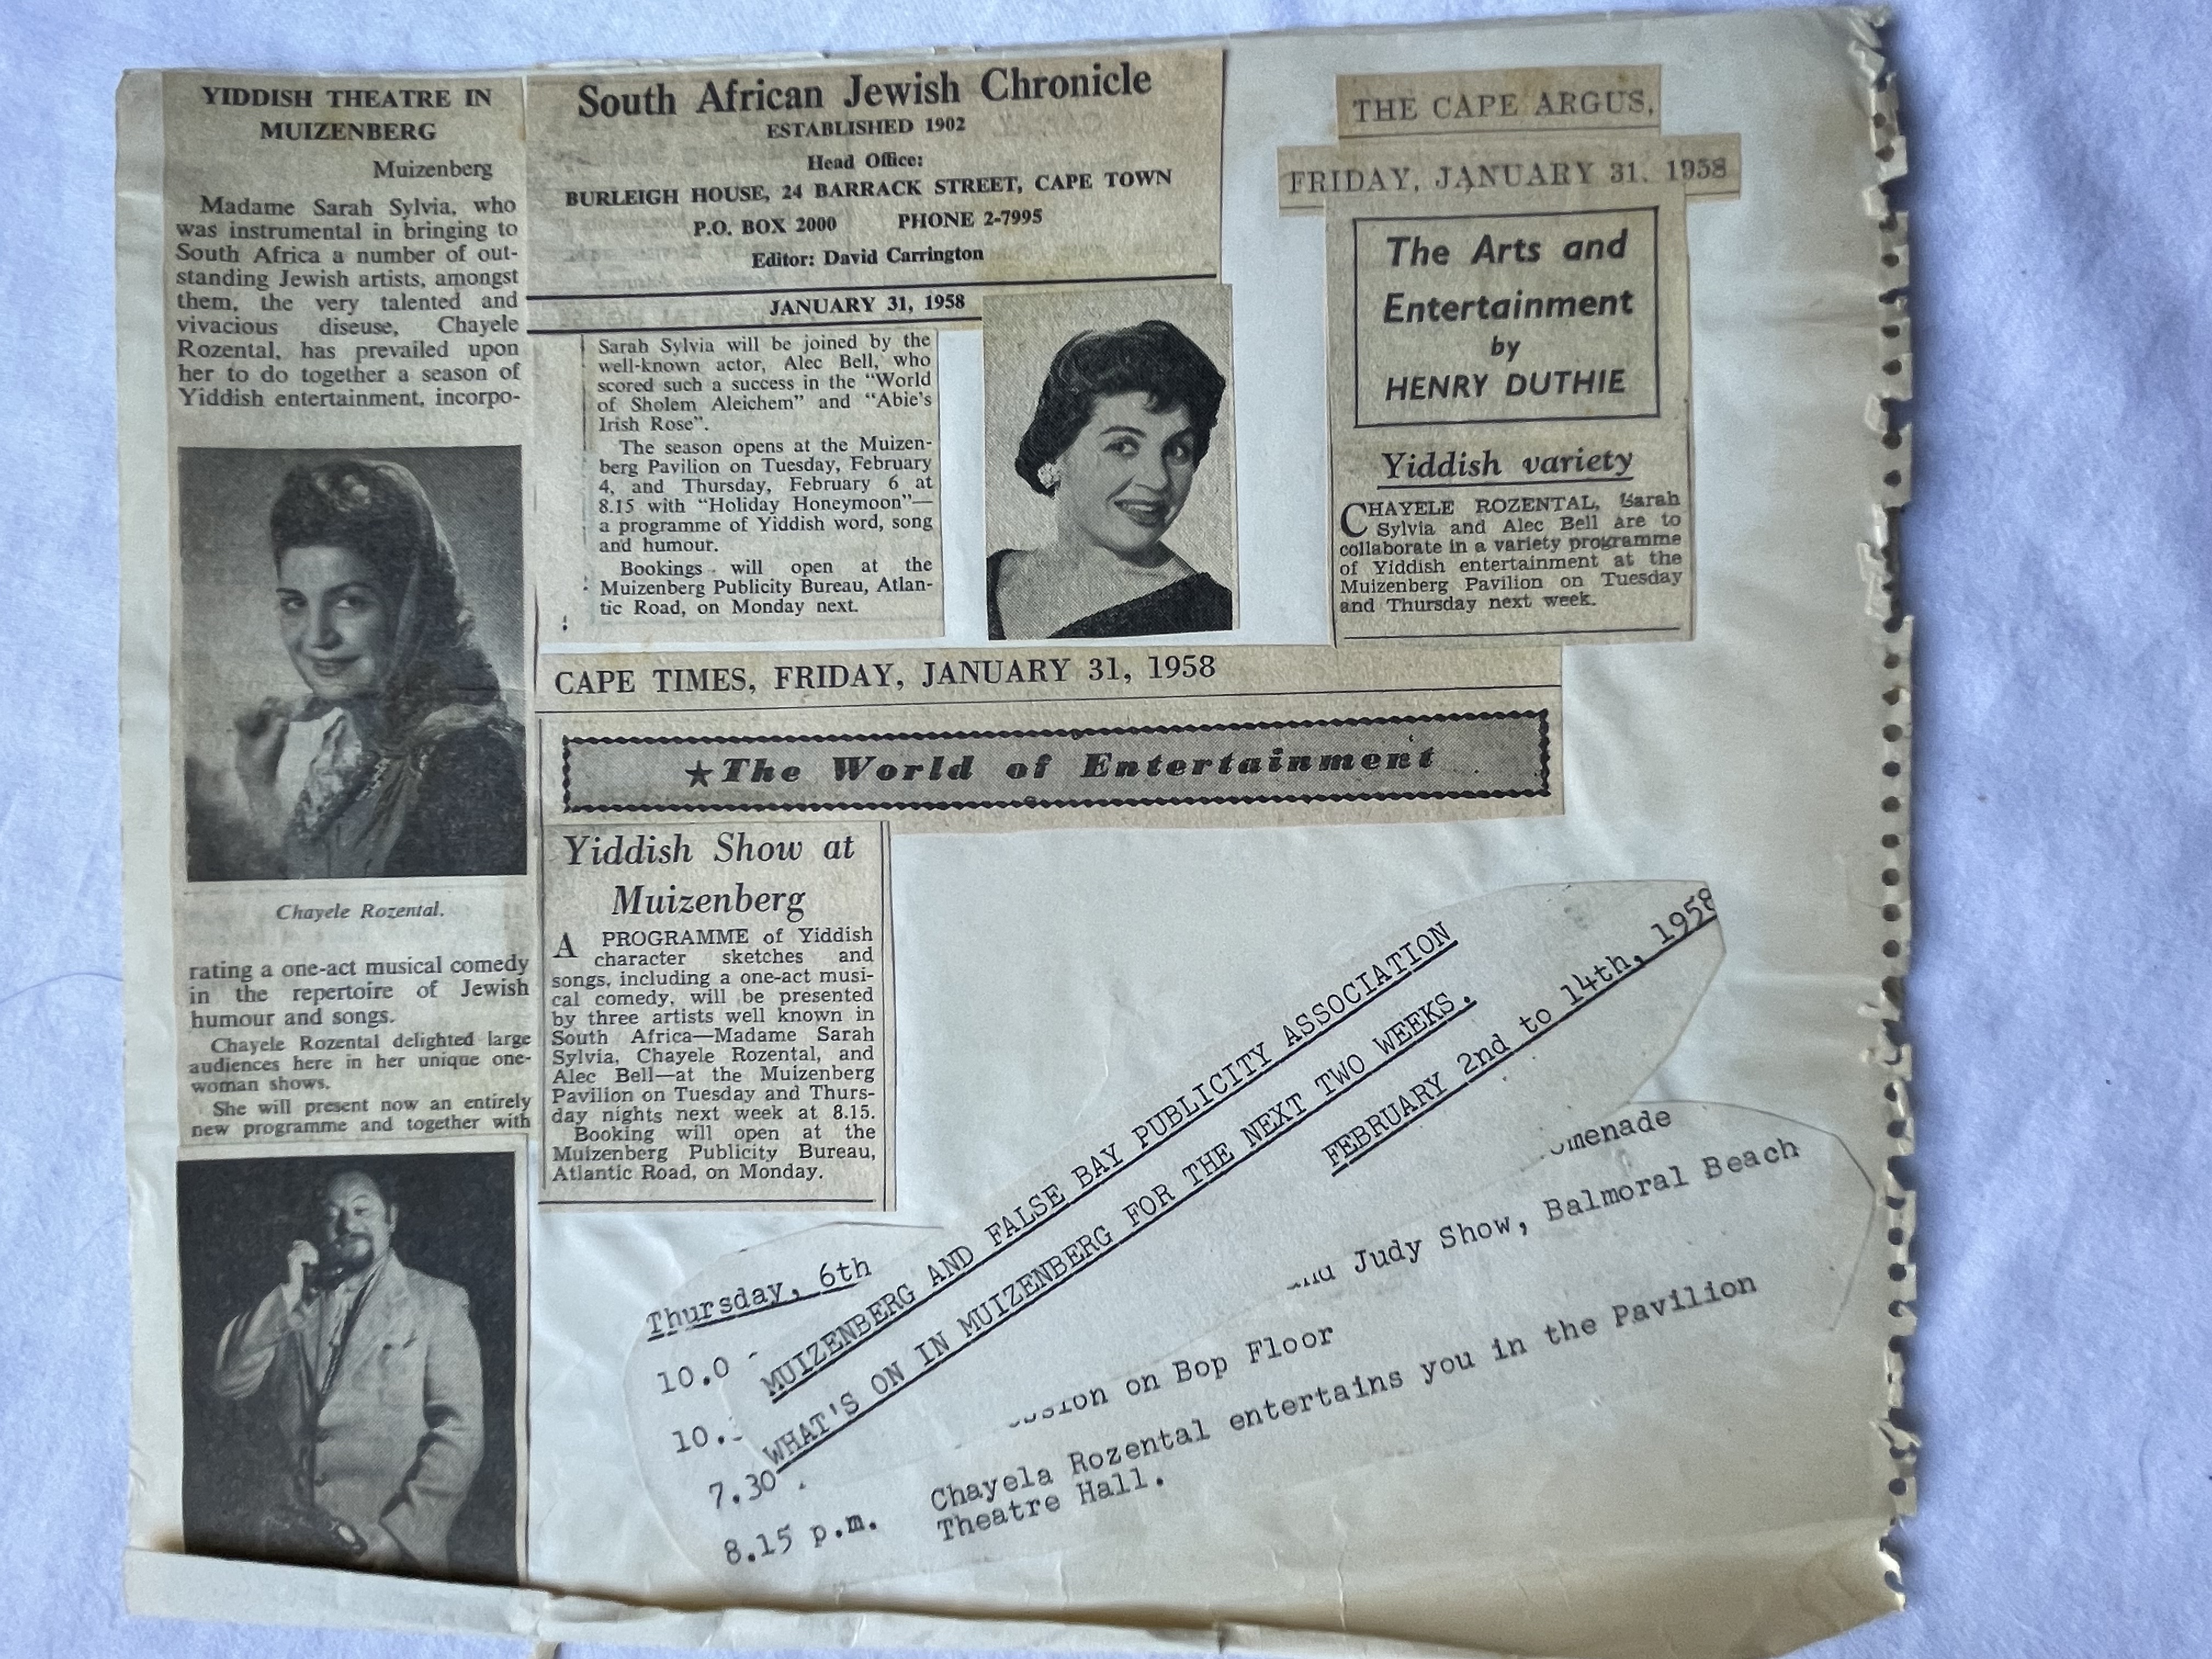 YIDDISH THEATRE IN
MUIZENBERG
Muizenberg
Madame Sarah Sylvia, who
was instrumental in bringing to
South Africa a number of out-
standing Jewish artists, amongst
them, the very talented and
vivacious diseuse, Chayele
Rozental, has prevailed upon
her to do together a season of
Yiddish entertainment, incorpo-
Chayele Rozental.
rating a one-act musical comedy
in the repertoire of Jewish
humour and songs.
Chayele Rozental delighted large
audiences here in her unique one-
woman shows.
She will present now an entirely
new programme and together with
South African Jewish Chronicle
ESTABLISHED 1902
Head Office:
BURLEIGH HOUSE, 24 BARRACK STREET, CAPE TOWN
P.O. BOX 2000 PHONE 2-7995
Editor: David Carrington
JANUARY 31, 1958
Sarah Sylvia will be joined by the
well-known actor, Alec Bell, who
scored such a success in the "World
of Sholem Aleichem" and "Abie's
Irish Rose".
The season opens at the Muizen-
berg Pavilion on Tuesday, February
4, and Thursday, February 6 at
8.15 with "Holiday Honeymoon"—
a programme of Yiddish word, song
and humour.
Bookings will open at the
Muizenberg Publicity Bureau, Atlan-
tic Road, on Monday next.
THE CAPE ARGUS,
FRIDAY, JANUARY 31. 1958
The Arts and
Entertainment
by
HENRY DUTHIE
Yiddish variety
CHAYELE ROZENTAL, Sarah
Sylvia and Alec Bell are to
collaborate in a variety programme
of Yiddish entertainment at the
Muizenberg Pavilion on Tuesday
and Thursday next week.
CAPE TIMES, FRIDAY, JANUARY 31, 1958
★The World of Entertainment
Yiddish Show at
Muizenberg
A PROGRAMME of Yiddish
character sketches and
songs, including a one-act musi-
cal comedy, will be presented
by three artists well known in
South Africa—Madame Sarah
Sylvia, Chayele Rozental, and
Alec Bell—at the Muizenberg
Pavilion on Tuesday and Thurs-
day nights next week at 8.15.
Booking will open at the
Muizenberg Publicity Bureau,
Atlantic Road, on Monday.
MUIZENBERG AND FALSE BAY PUBLICITY ASSOCIATION
WHAT'S ON IN MUIZENBERG FOR THE NEXT TWO WEEKS.
FEBRUARY 2nd to 14th, 1958
Thursday, 6th
10.0 -
omenade
10.
Judy Show, Balmoral Beach
7.30
on Bop Floor
8.15 p.m. Chayela Rozental entertains you in the Pavilion
Theatre Hall.